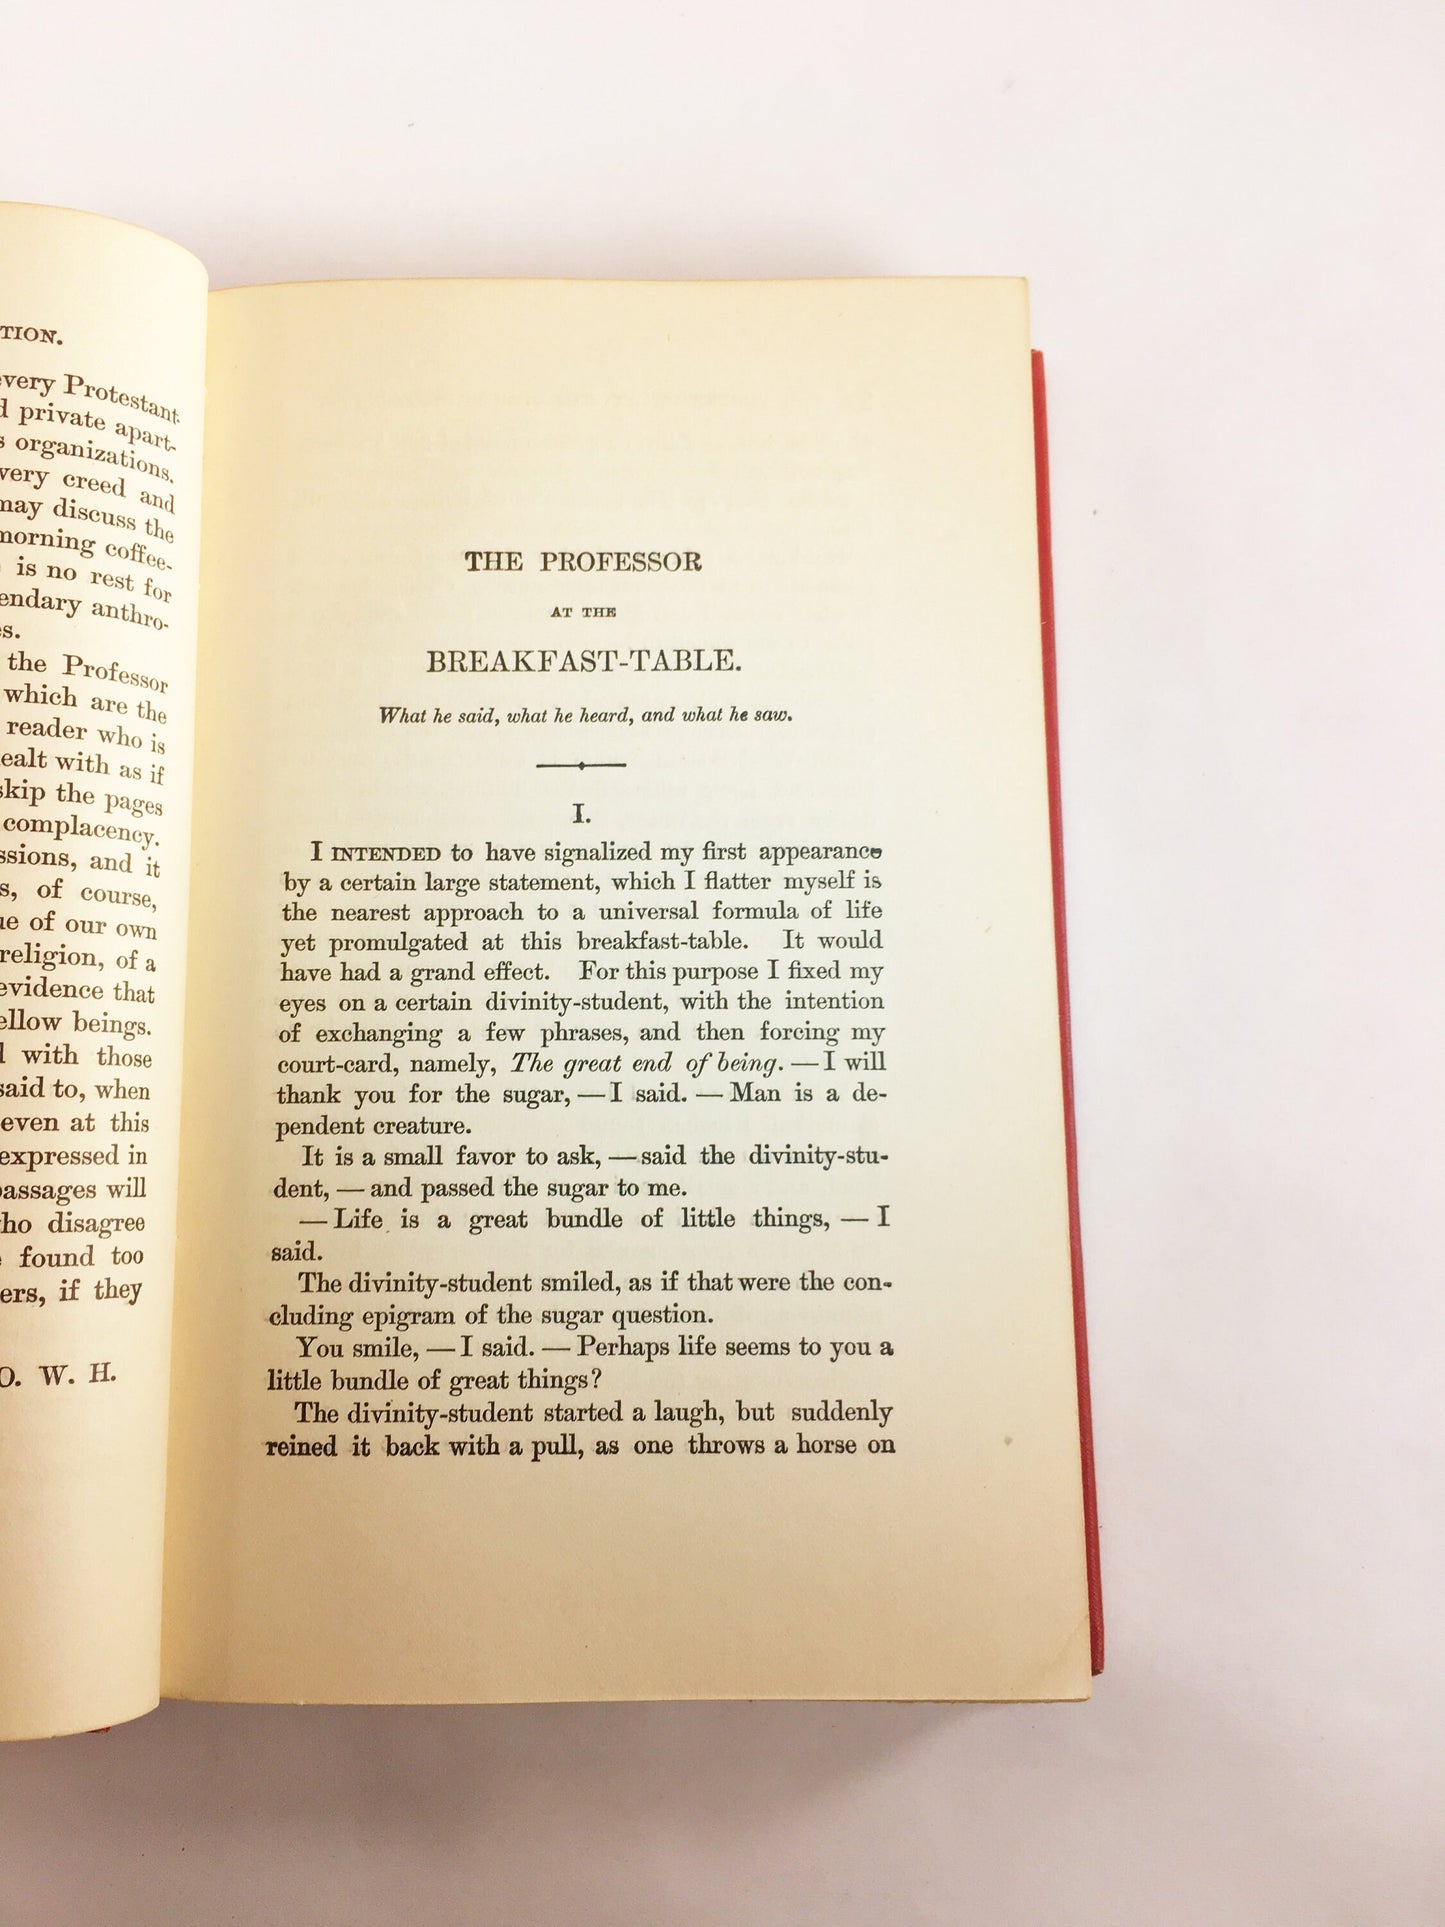 TION.
every Protestant
private apart-
organizations.
very creed and
may discuss the
morning coffee-
is no rest for
endary anthro-
the Professor
which are the
reader who is
ealt with as if
skip the pages
complacency.
ssions, and it
of course,
of our own
religion, of a
evidence that
ellow beings.
with those
said to, when
even at this
expressed in
passages will
who disagree
found too
ers, if they
O. W. H.
THE PROFESSOR
AT THE
BREAKFAST-TABLE.
What he said, what he heard, and what he saw.
I.
I INTENDED to have signalized my first appearance
by a certain large statement, which I flatter myself is
the nearest approach to a universal formula of life
yet promulgated at this breakfast-table. It would
have had a grand effect. For this purpose I fixed my
eyes on a certain divinity-student, with the intention
of exchanging a few phrases, and then forcing my
court-card, namely, The great end of being. — I will
thank you for the sugar, — I said. — Man is a de-
pendent creature.
It is a small favor to ask, — said the divinity-stu-
dent, — and passed the sugar to me.
— Life is a great bundle of little things, — I
said.
The divinity-student smiled, as if that were the con-
cluding epigram of the sugar question.
You smile, — I said. — Perhaps life seems to you a
little bundle of great things?
The divinity-student started a laugh, but suddenly
reined it back with a pull, as one throws a horse on